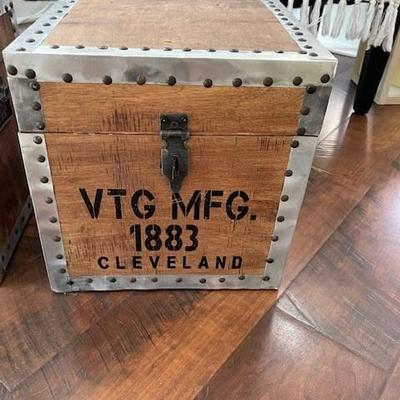 VTG MFG.
1883
CLEVELAND